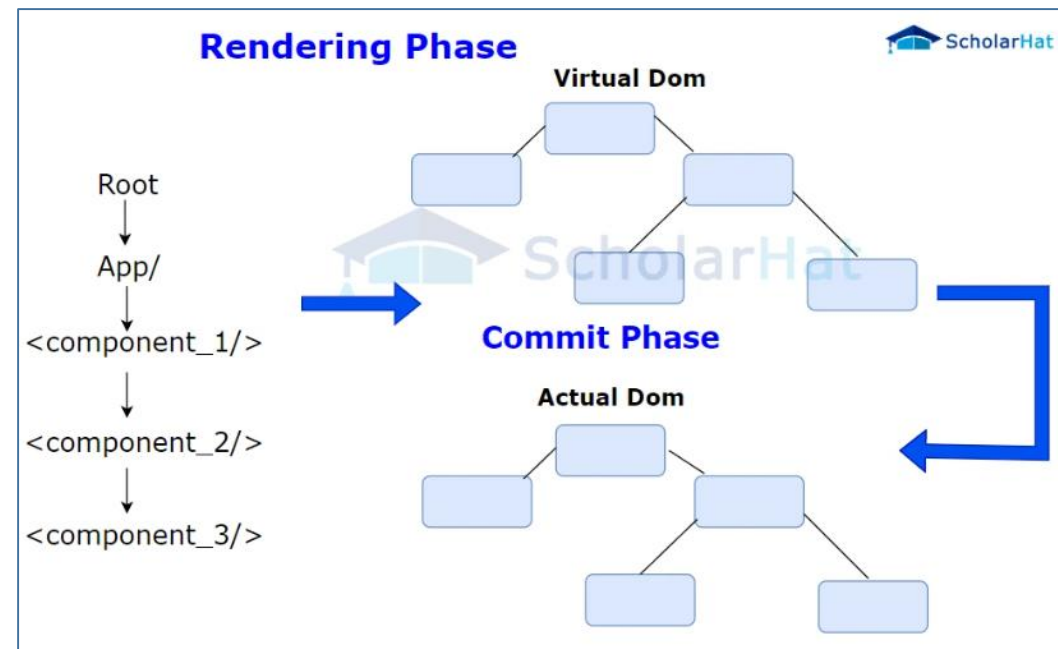 Rendering Phase
ScholarHat
Virtual Dom
Root
App/
<component_1/>
<component_2/>
<component_3/>
ScholarHat
Commit Phase
Actual Dom